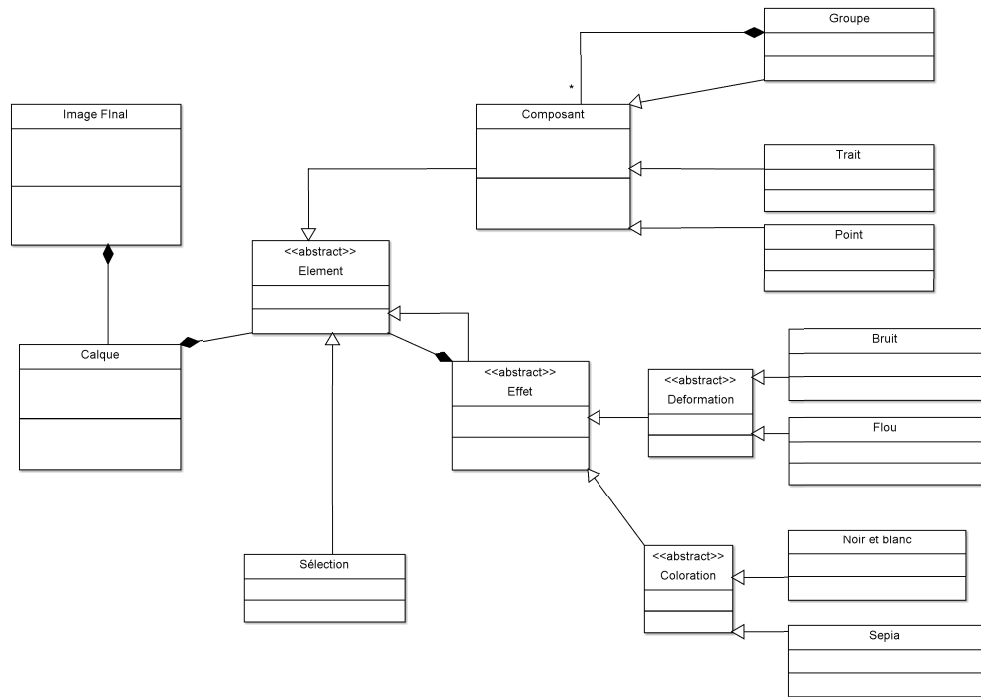 Groupe
*
Image FInal
Composant
Trait
Point
<<abstract>>
Element
Calque
<<abstract>>
Effet
<<abstract>>
Deformation
Bruit
Flou
Sélection
<<abstract>>
Coloration
Noir et blanc
Sepia